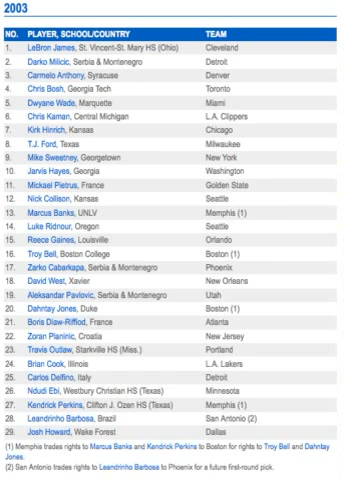 2003
NO. PLAYER, SCHOOL/COUNTRY TEAM
1. LeBron James, St. Vincent-St. Mary HS (Ohio) Cleveland
2. Darko Milicic, Serbia & Montenegro Detroit
3. Carmelo Anthony, Syracuse Denver
4. Chris Bosh, Georgia Tech Toronto
5. Dwyane Wade, Marquette Miami
6. Chris Kaman, Central Michigan L.A. Clippers
7. Kirk Hinrich, Kansas Chicago
8. T.J. Ford, Texas Milwaukee
9. Mike Sweetney, Georgetown New York
10. Jarvis Hayes, Georgia Washington
11. Mickael Pietrus, France Golden State
12. Nick Collison, Kansas Seattle
13. Marcus Banks, UNLV Memphis (1)
14. Luke Ridnour, Oregon Seattle
15. Reece Gaines, Louisville Orlando
16. Troy Bell, Boston College Boston (1)
17. Zarko Cabarkapa, Serbia & Montenegro Phoenix
18. David West, Xavier New Orleans
19. Aleksandar Pavlovic, Serbia & Montenegro Utah
20. Dahntay Jones, Duke Boston (1)
21. Boris Diaw-Riffiod, France Atlanta
22. Zoran Planinic, Croatia New Jersey
23. Travis Outlaw, Starkville HS (Miss.) Portland
24. Brian Cook, Illinois L.A. Lakers
25. Carlos Delfino, Italy Detroit
26. Ndudi Ebi, Westbury Christian HS (Texas) Minnesota
27. Kendrick Perkins, Clifton J. Ozen HS (Texas) Memphis (1)
28. Leandrinho Barbosa, Brazil San Antonio (2)
29. Josh Howard, Wake Forest Dallas
(1) Memphis trades rights to Marcus Banks and Kendrick Perkins to Boston for rights to Troy Bell and Dahntay
Jones.
(2) San Antonio trades rights to Leandrinho Barbosa to Phoenix for a future first-round pick.